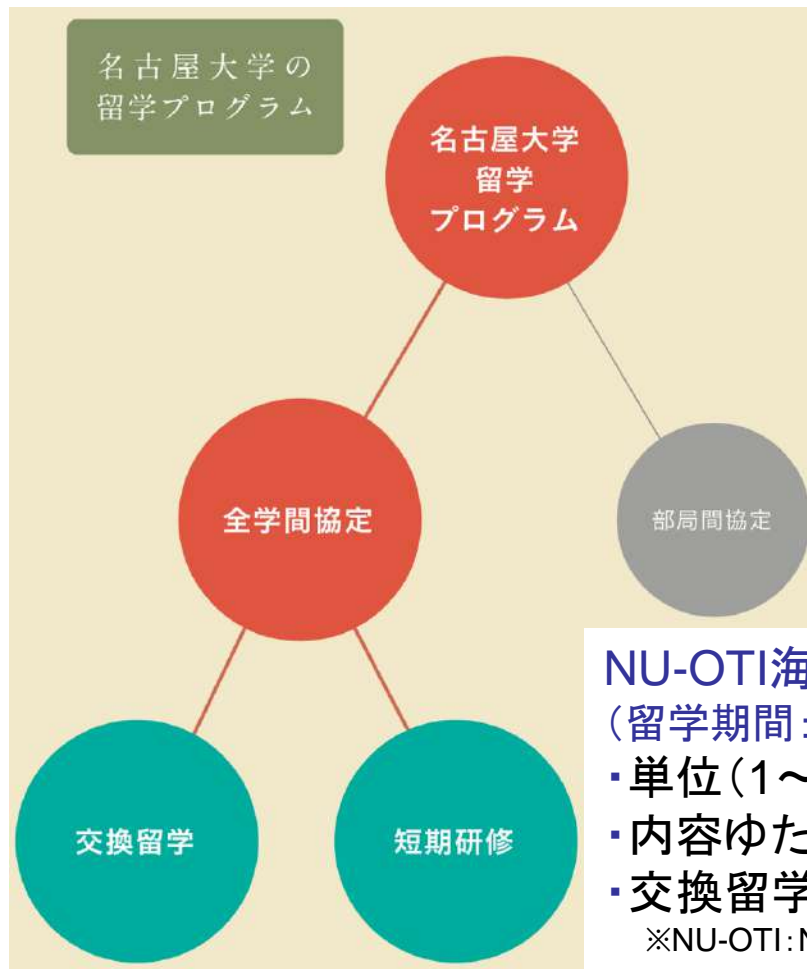 名古屋大学の
留学プログラム
名古屋大学
留学
プログラム
全学間協定
部局間協定
交換留学
短期研修
NU-OTI海
（留学期間：
・単位（1～
・内容ゆた
・交換留学
※NU-OTI：N